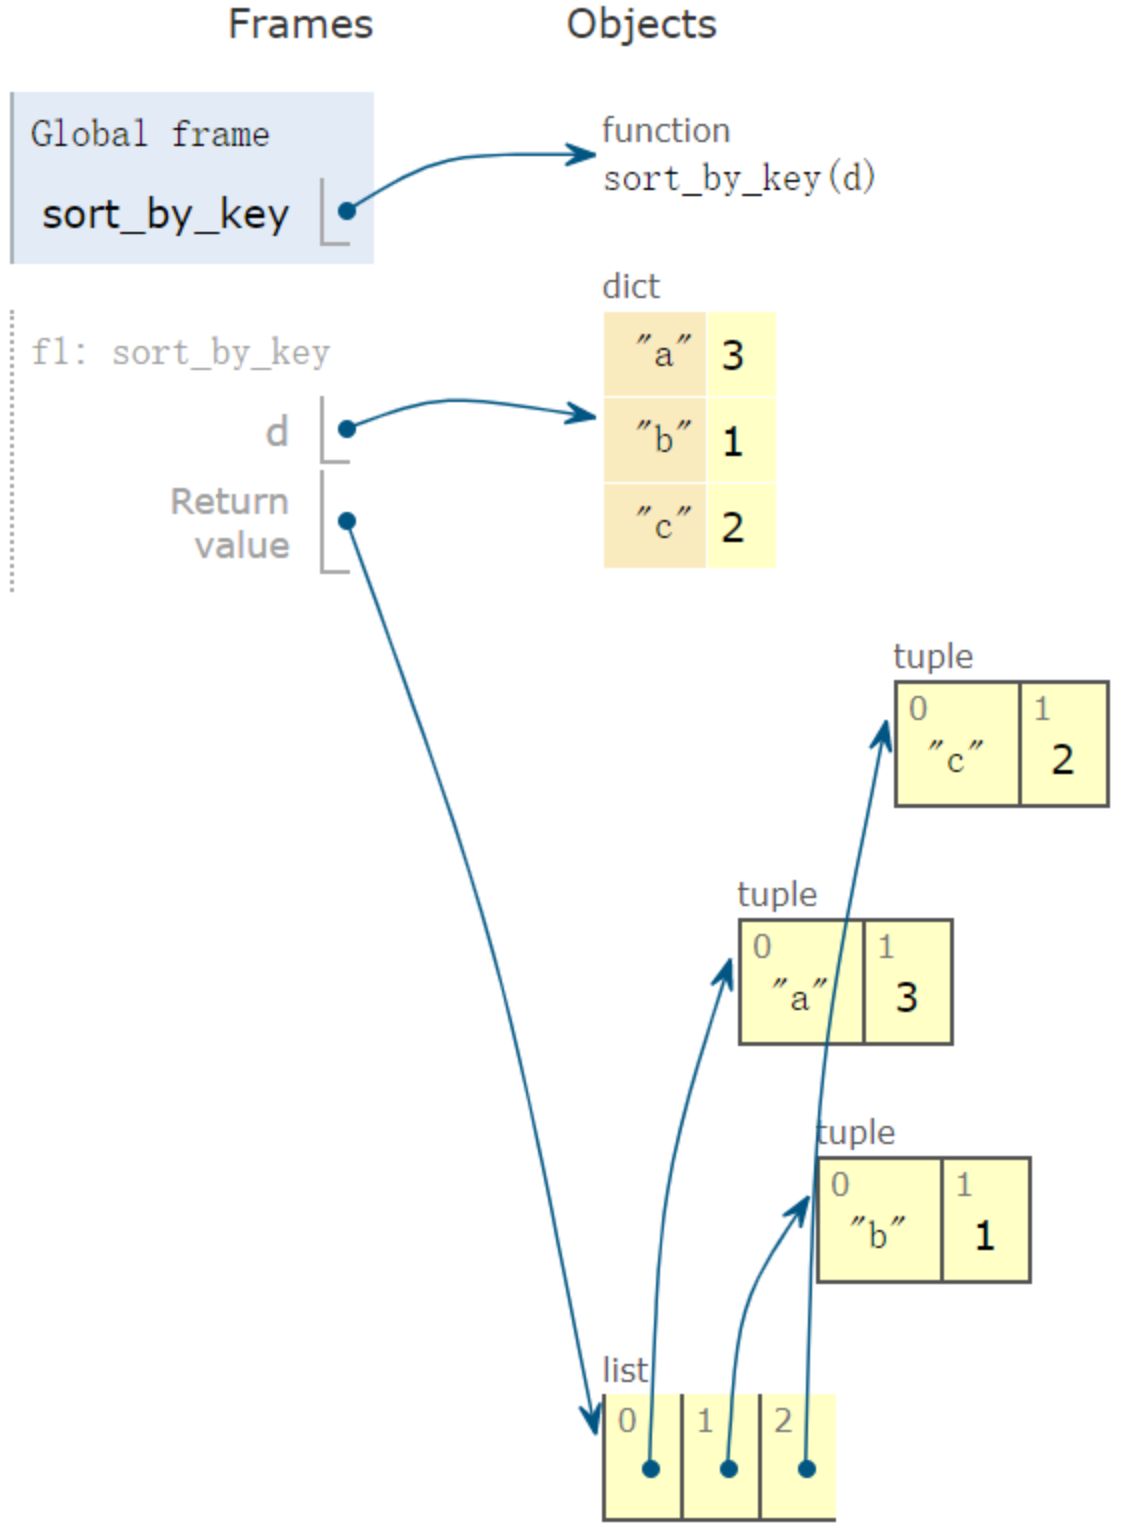 Frames Objects
Global frame
sort_by_key
function
sort_by_key(d)
f1: sort_by_key
d
Return
value
dict
"a" 3
"b" 1
"c" 2
tuple
0 1
"c" 2
tuple
0 1
"a" 3
tuple
0 1
"b" 1
list
0 1 2